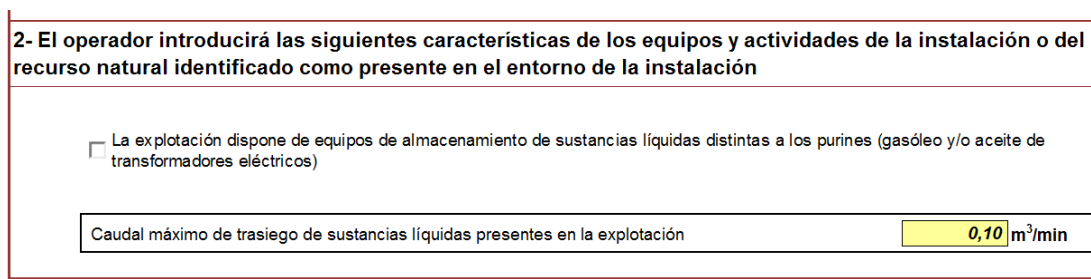 2- El operador introducirá las siguientes características de los equipos y actividades de la instalación o del
recurso natural identificado como presente en el entorno de la instalación
La explotación dispone de equipos de almacenamiento de sustancias líquidas distintas a los purines (gasóleo y/o aceite de
transformadores eléctricos)
Caudal máximo de trasiego de sustancias líquidas presentes en la explotación 0,10 m³/min